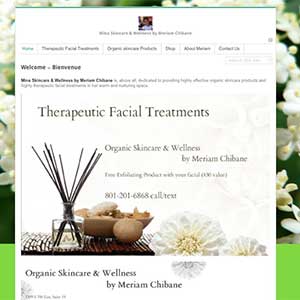 Mina Skincare & Wellness by Meriam Chibane
Home Therapeutic Facial Treatments Organic skincare Products Shop About Meriam Contact Us
Welcome – Bienvenue
Mina Skincare & Wellness by Meriam Chibane is, above all, dedicated to providing highly effective organic skincare products and
highly therapeutic facial treatments in her warm and nurturing space.
Therapeutic Facial Treatments
Organic Skincare & Wellness
by Meriam Chibane
Free Exfoliating Product with your facial ($30 value)
801-201-6868 call/text
Organic Skincare & Wellness
by Meriam Chibane